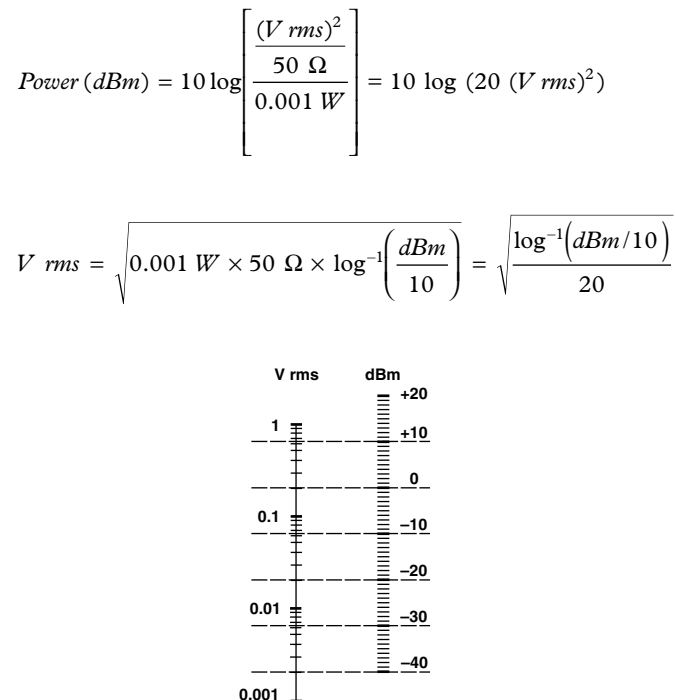 Power (dBm) = 10 log[((V rms)² / 50 Ω) / 0.001 W] = 10 log (20 (V rms)²)
V rms = √(0.001 W × 50 Ω × log⁻¹(dBm / 10)) = √(log⁻¹(dBm/10) / 20)
V rms dBm
+20
1 +10
0
0.1 –10
–20
0.01 –30
–40
0.001